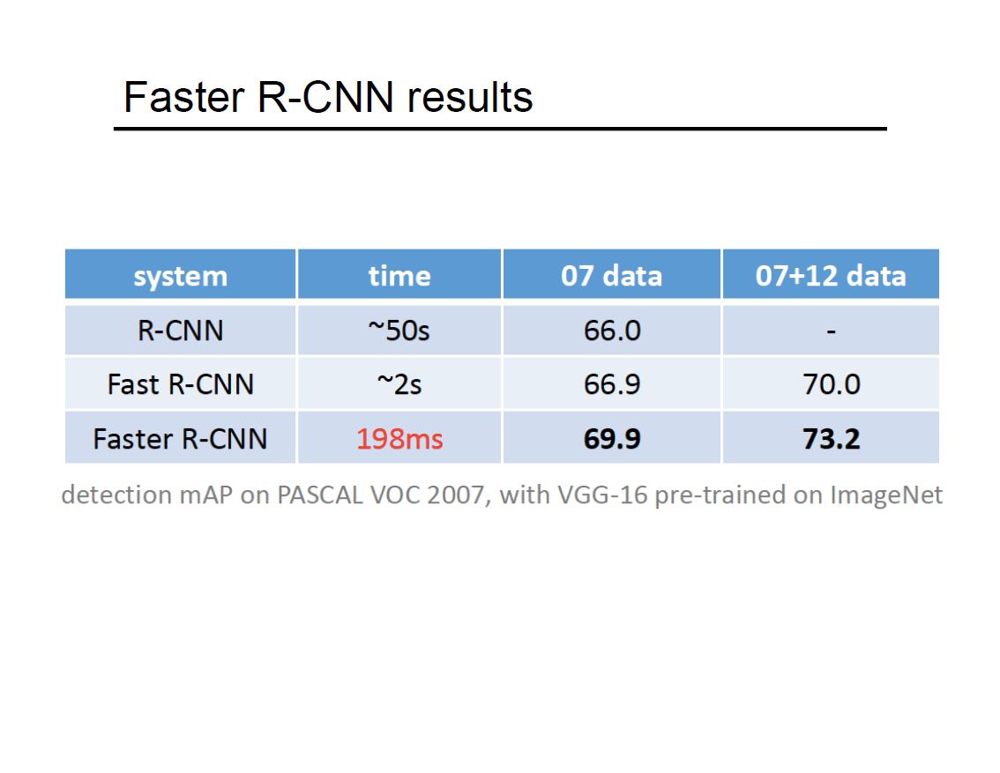 Faster R-CNN results
system time 07 data 07+12 data
R-CNN ~50s 66.0 -
Fast R-CNN ~2s 66.9 70.0
Faster R-CNN 198ms 69.9 73.2
detection mAP on PASCAL VOC 2007, with VGG-16 pre-trained on ImageNet